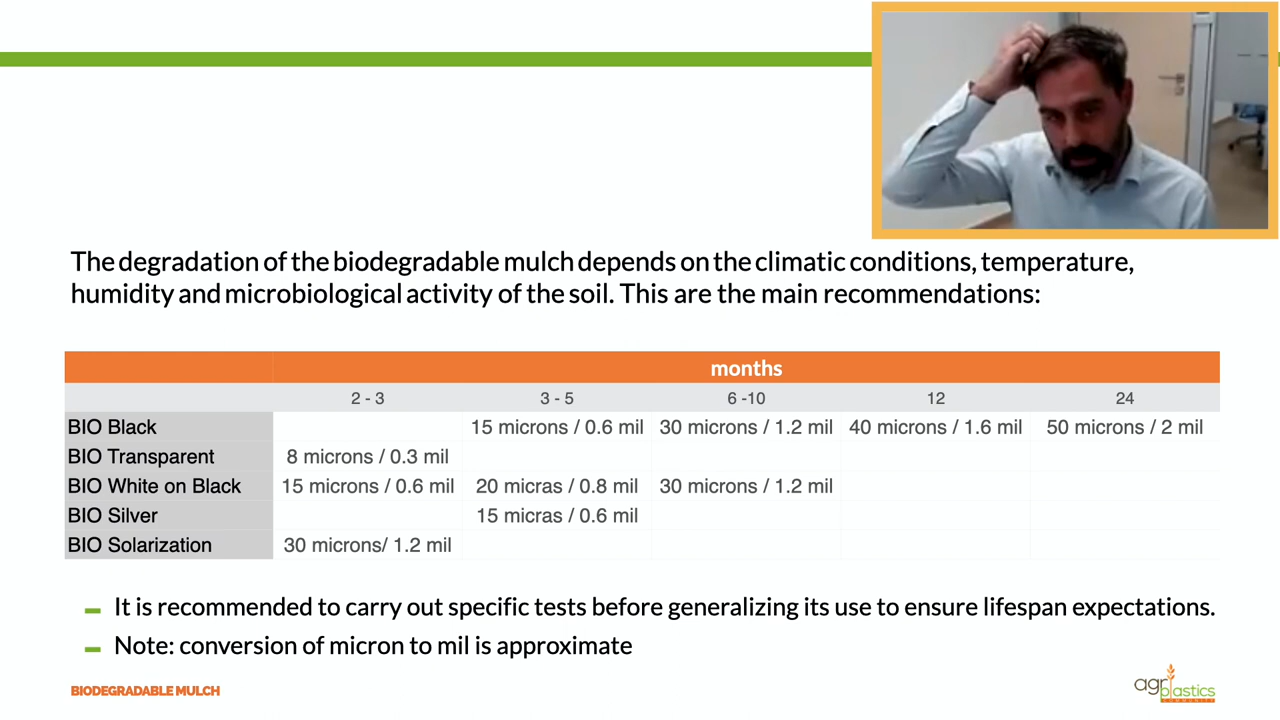 The degradation of the biodegradable mulch depends on the climatic conditions, temperature,
humidity and microbiological activity of the soil. This are the main recommendations:
months
2 - 3 3 - 5 6 -10 12 24
BIO Black 15 microns / 0.6 mil 30 microns / 1.2 mil 40 microns / 1.6 mil 50 microns / 2 mil
BIO Transparent 8 microns / 0.3 mil
BIO White on Black 15 microns / 0.6 mil 20 micras / 0.8 mil 30 microns / 1.2 mil
BIO Silver 15 micras / 0.6 mil
BIO Solarization 30 microns/ 1.2 mil
It is recommended to carry out specific tests before generalizing its use to ensure lifespan expectations.
Note: conversion of micron to mil is approximate
BIODEGRADABLE MULCH
agriplastics
COMMUNITY